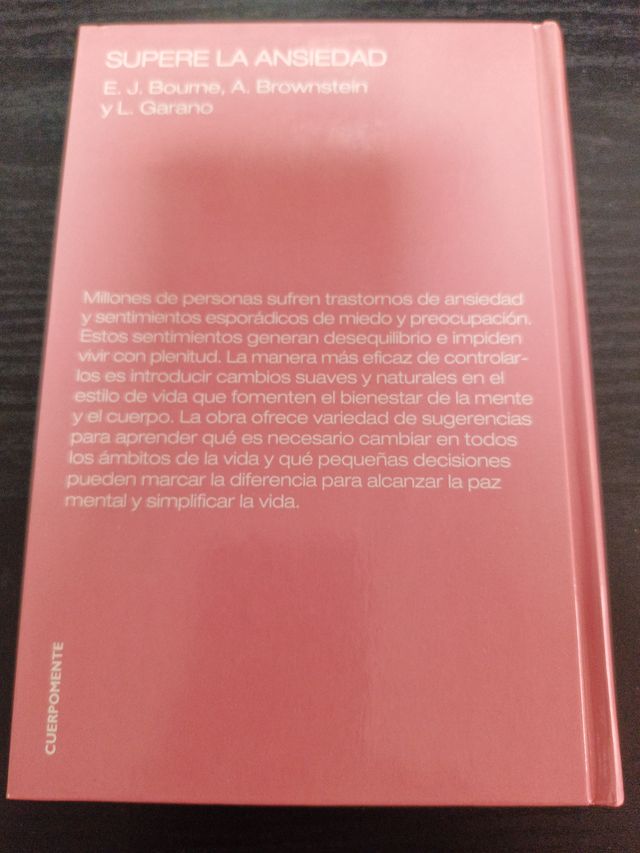 SUPERE LA ANSIEDAD
E. J. Bourne, A. Brownstein
y L. Garano
Millones de personas sufren trastornos de ansiedad
y sentimientos esporádicos de miedo y preocupación.
Estos sentimientos generan desequilibrio e impiden
vivir con plenitud. La manera más eficaz de controlar-
los es introducir cambios suaves y naturales en el
estilo de vida que fomenten el bienestar de la mente
y el cuerpo. La obra ofrece variedad de sugerencias
para aprender qué es necesario cambiar en todos
los ámbitos de la vida y qué pequeñas decisiones
pueden marcar la diferencia para alcanzar la paz
mental y simplificar la vida.
CUERPOMENTE